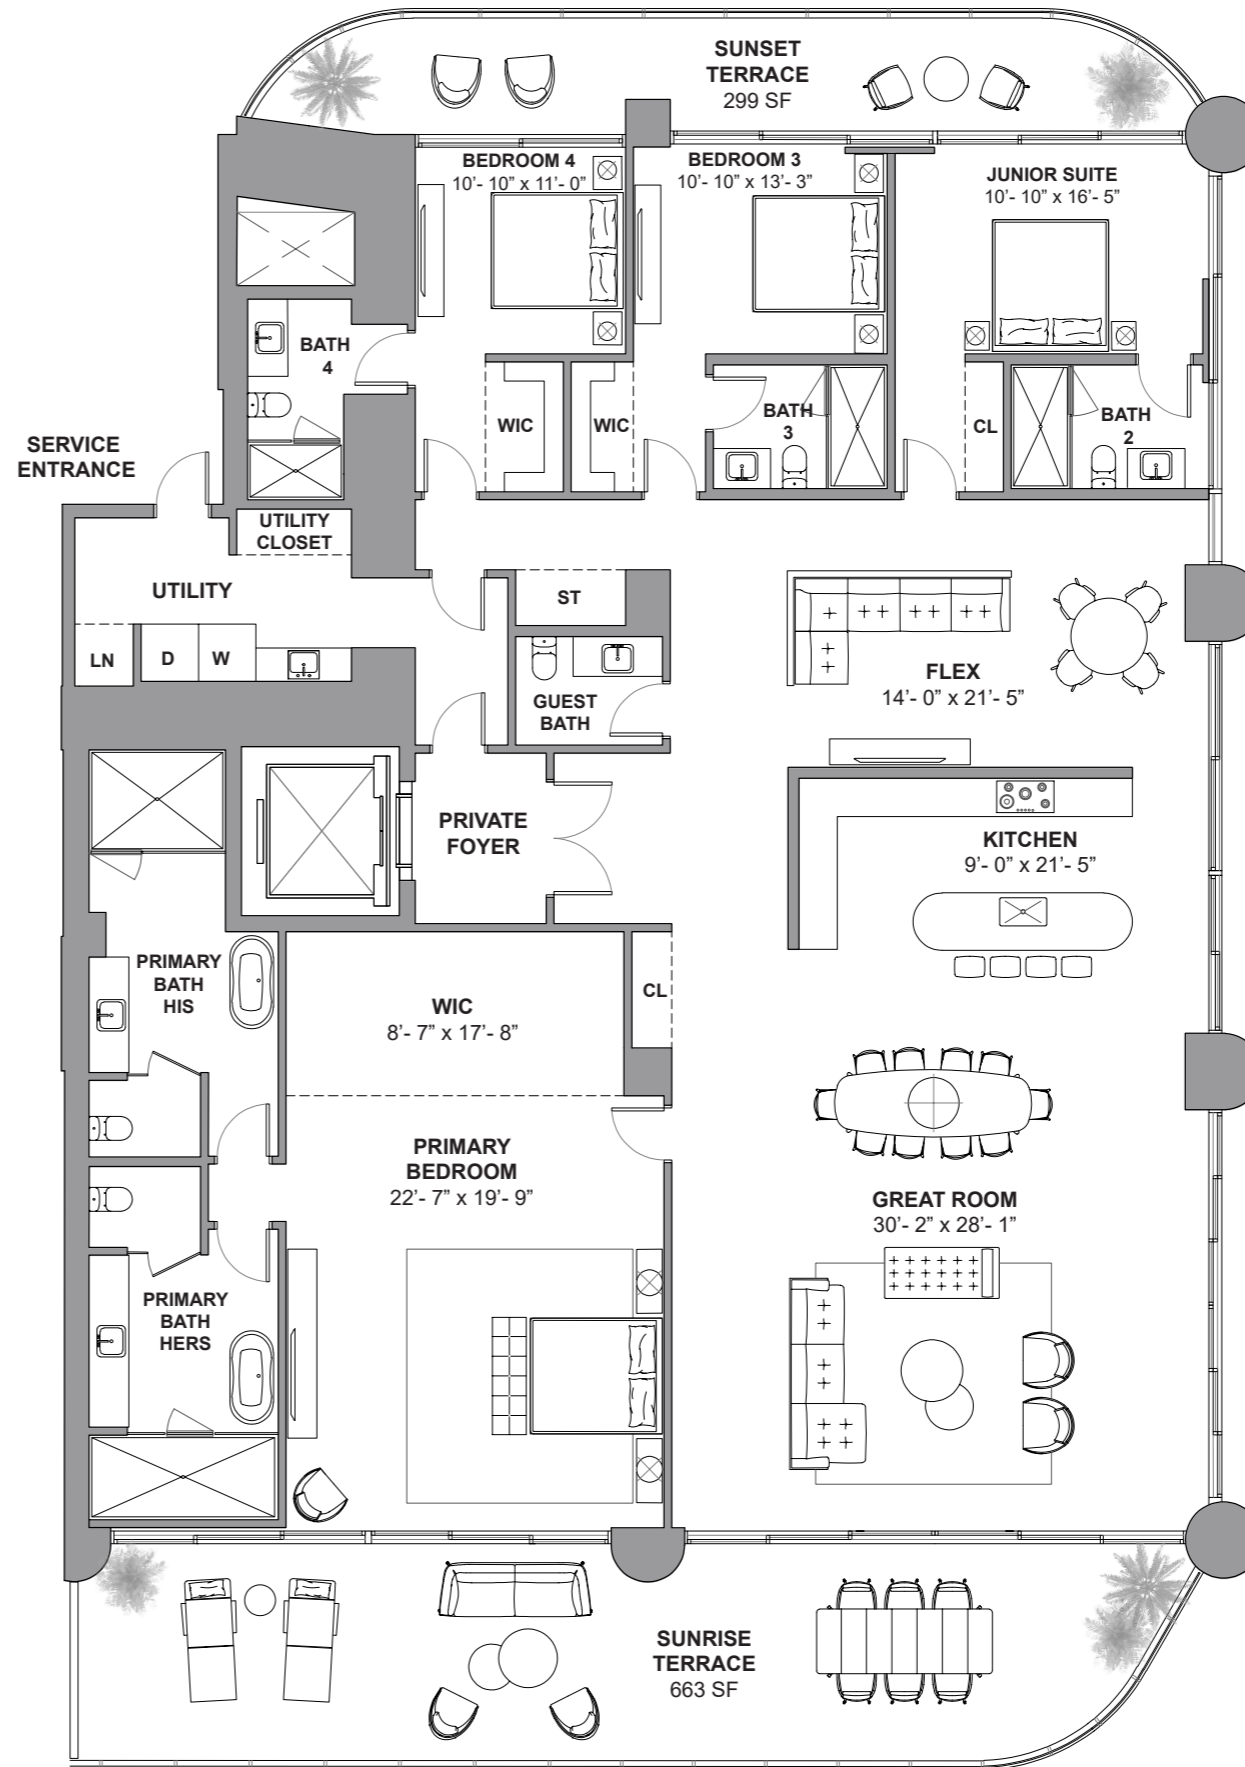 SUNSET
TERRACE
299 SF
BEDROOM 4
10'- 10” x 11'- 0”
BEDROOM 3
10'- 10” x 13'- 3”
JUNIOR SUITE
10'- 10” x 16'- 5”
BATH
4
WIC
WIC
BATH
3
CL
BATH
2
SERVICE
ENTRANCE
UTILITY
CLOSET
UTILITY
ST
LN
D
W
GUEST
BATH
FLEX
14'- 0” x 21'- 5”
PRIVATE
FOYER
KITCHEN
9'- 0” x 21'- 5”
PRIMARY
BATH
HIS
WIC
8'- 7” x 17'- 8”
CL
PRIMARY
BEDROOM
22'- 7” x 19'- 9”
GREAT ROOM
30'- 2” x 28'- 1”
PRIMARY
BATH
HERS
SUNRISE
TERRACE
663 SF